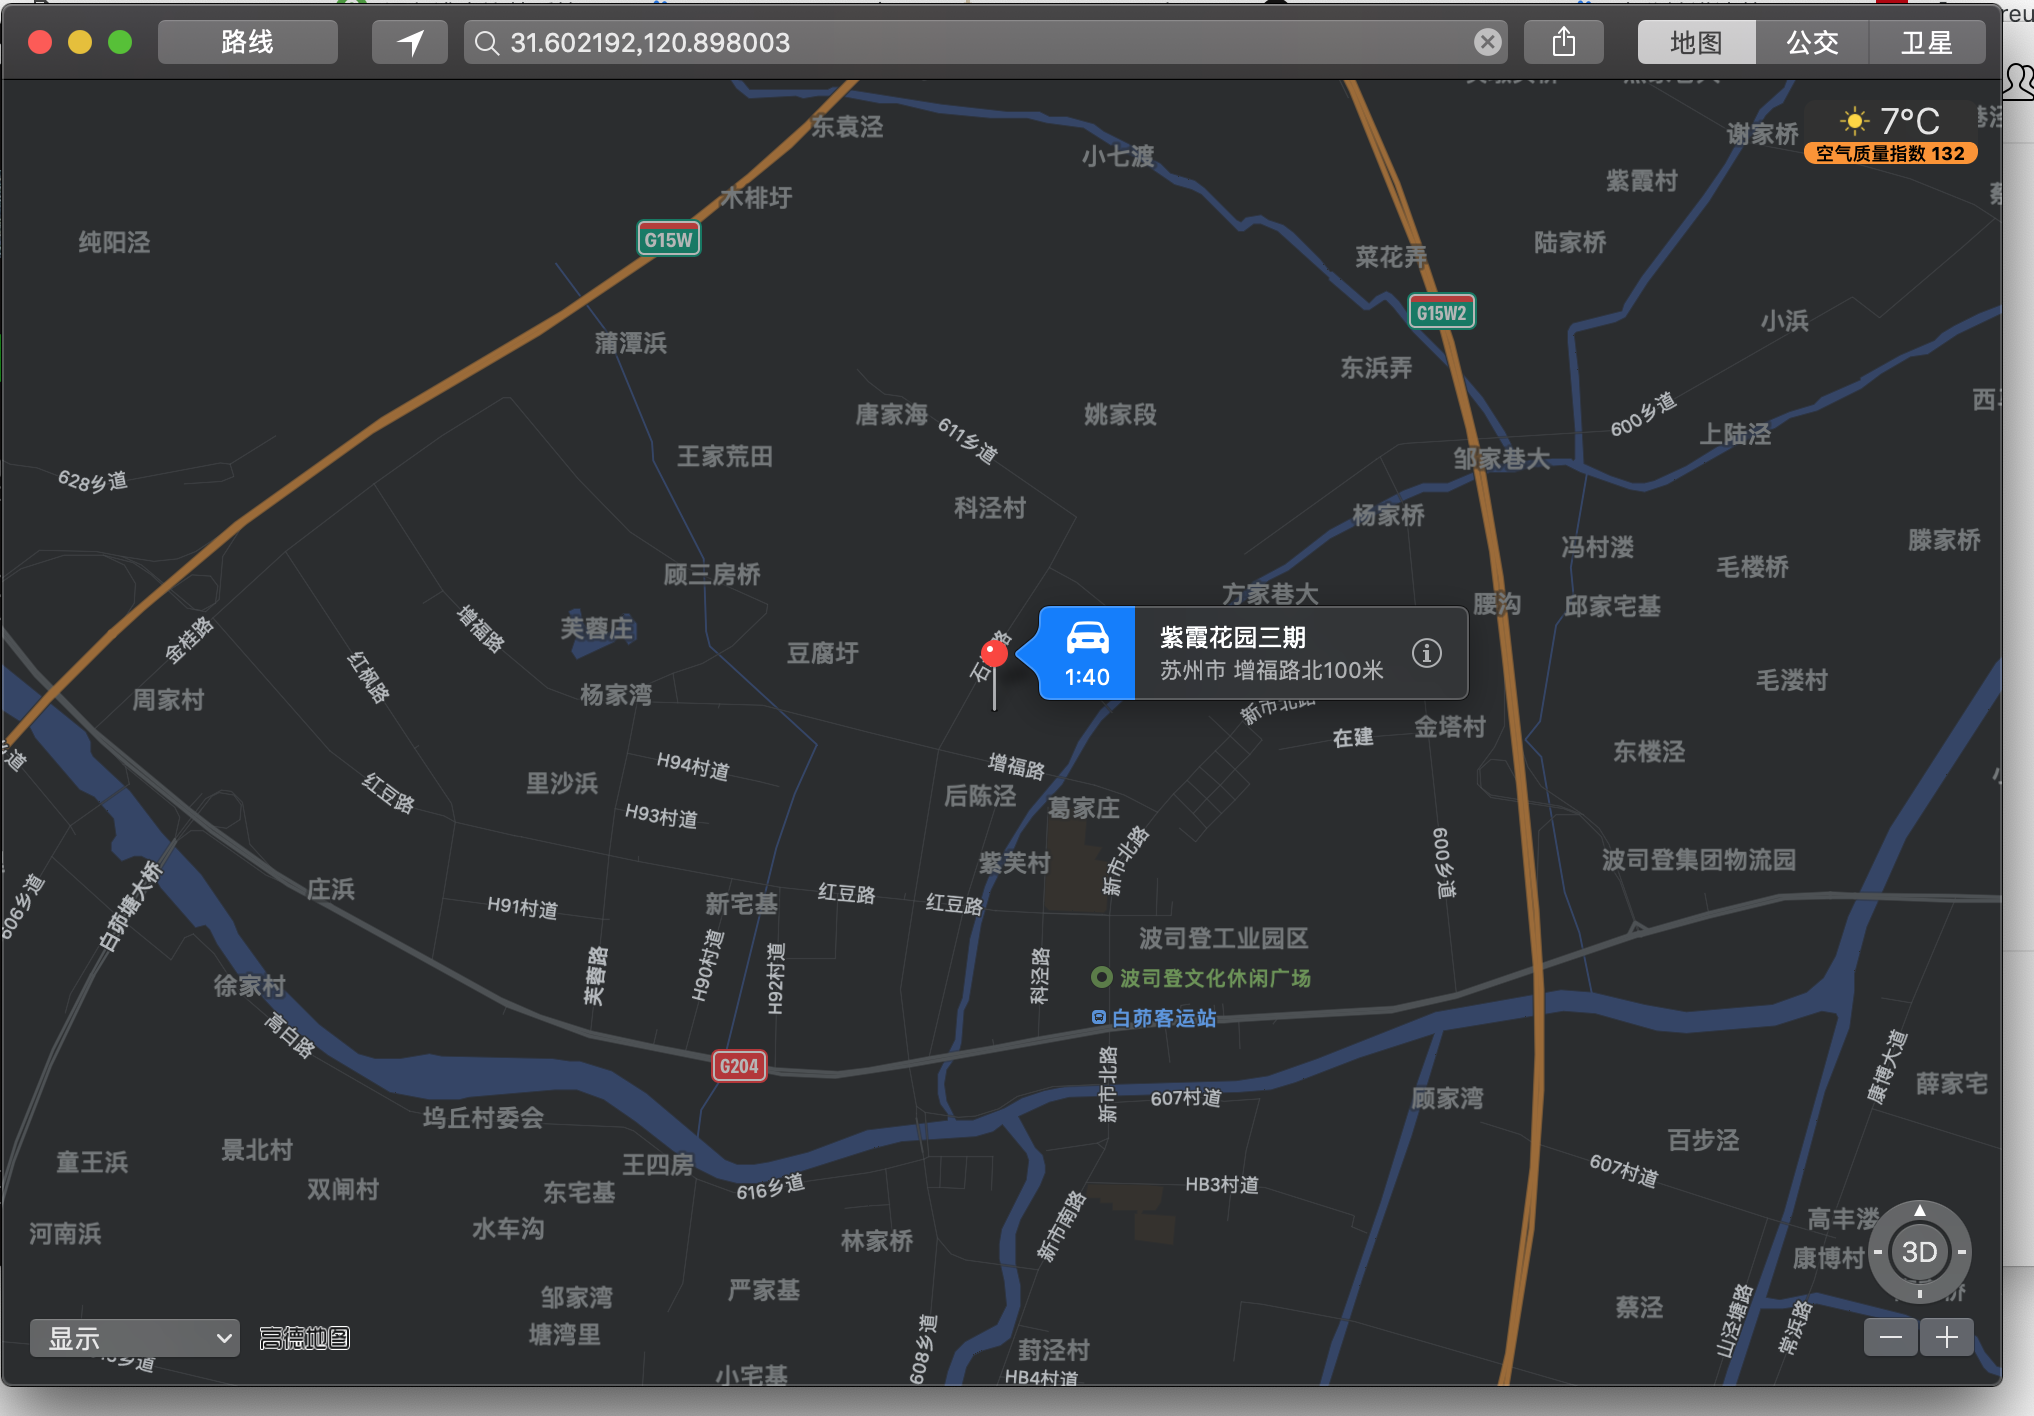 路线
31.602192,120.898003
地图
公交
卫星
7°C
空气质量指数 132
东袁泾
小七渡
谢家桥
木棑圩
紫霞村
纯阳泾
G15W
陆家桥
菜花弄
G15W2
小浜
蒲潭浜
东浜弄
唐家海
姚家段
611乡道
600乡道
上陆泾
王家荒田
邹家巷大
628乡道
科泾村
杨家桥
冯村溇
滕家桥
毛楼桥
顾三房桥
方家巷大
腰沟
邱家宅基
芙蓉庄
增福路
金桂路
豆腐圩
紫霞花园三期
1:40
苏州市 增福路北100米
红枫路
周家村
杨家湾
毛溇村
新市北路
在建
金塔村
东楼泾
H94村道
增福路
里沙浜
红豆路
后陈泾
葛家庄
H93村道
600乡道
新市北路
紫芙村
波司登集团物流园
庄浜
606乡道
白茆塘大桥
H91村道
新宅基
红豆路
红豆路
波司登工业园区
芙蓉路
H90村道
H92村道
科泾路
波司登文化休闲广场
徐家村
白茆客运站
高白路
G204
新市北路
607村道
顾家湾
康博大道
薛家宅
坞丘村委会
百步泾
景北村
童王浜
王四房
607村道
双闸村
东宅基
616乡道
HB3村道
水车沟
新市南路
河南浜
林家桥
高丰溇
康博村
3D
严家基
邹家湾
蔡泾
山泾塘路
常浜路
显示
高德地图
塘湾里
608乡道
葑泾村
小宅基
HB4村道